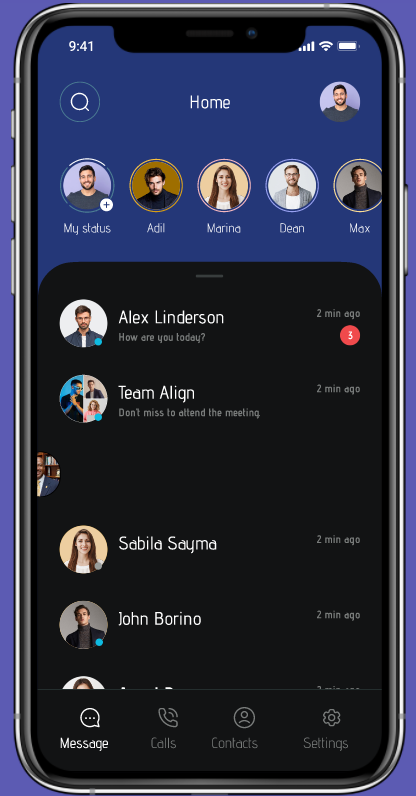 9:41
Home
My status
Adil
Marina
Dean
Max
Alex Linderson
2 min ago
How are you today?
3
Team Align
2 min ago
Don't miss to attend the meeting.
Sabila Sayma
2 min ago
John Borino
2 min ago
2 min ago
Message
Calls
Contacts
Settings